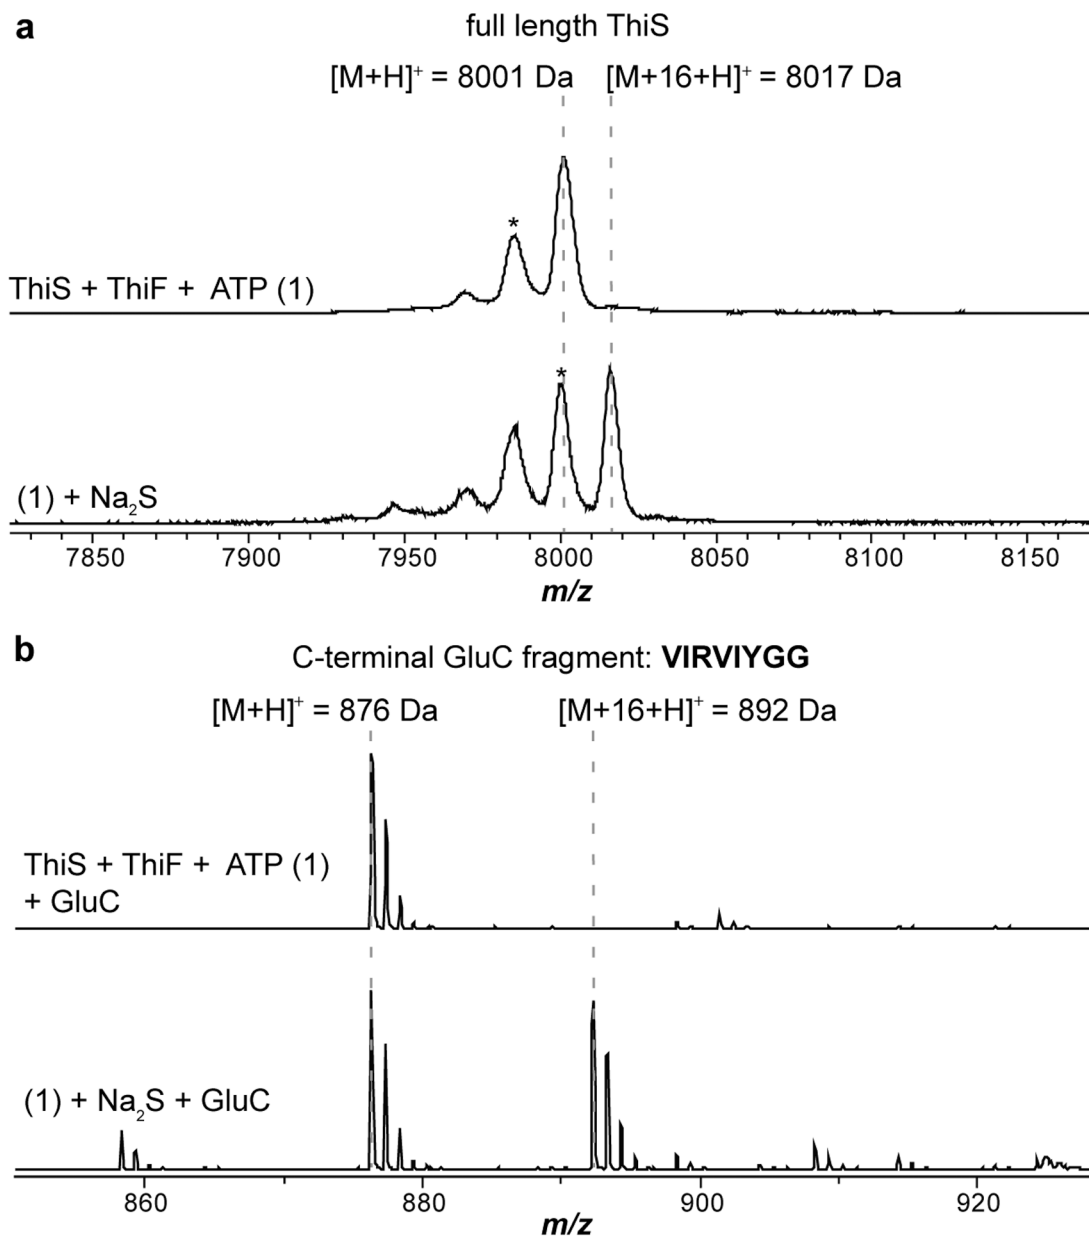 a
full length ThiS
[M+H]⁺ = 8001 Da [M+16+H]⁺ = 8017 Da
*
ThiS + ThiF + ATP (1)
*
(1) + Na₂S
7850 7900 7950 8000 8050 8100 8150
m/z
b
C-terminal GluC fragment: VIRVIYGG
[M+H]⁺ = 876 Da [M+16+H]⁺ = 892 Da
ThiS + ThiF + ATP (1)
+ GluC
(1) + Na₂S + GluC
860 880 900 920
m/z